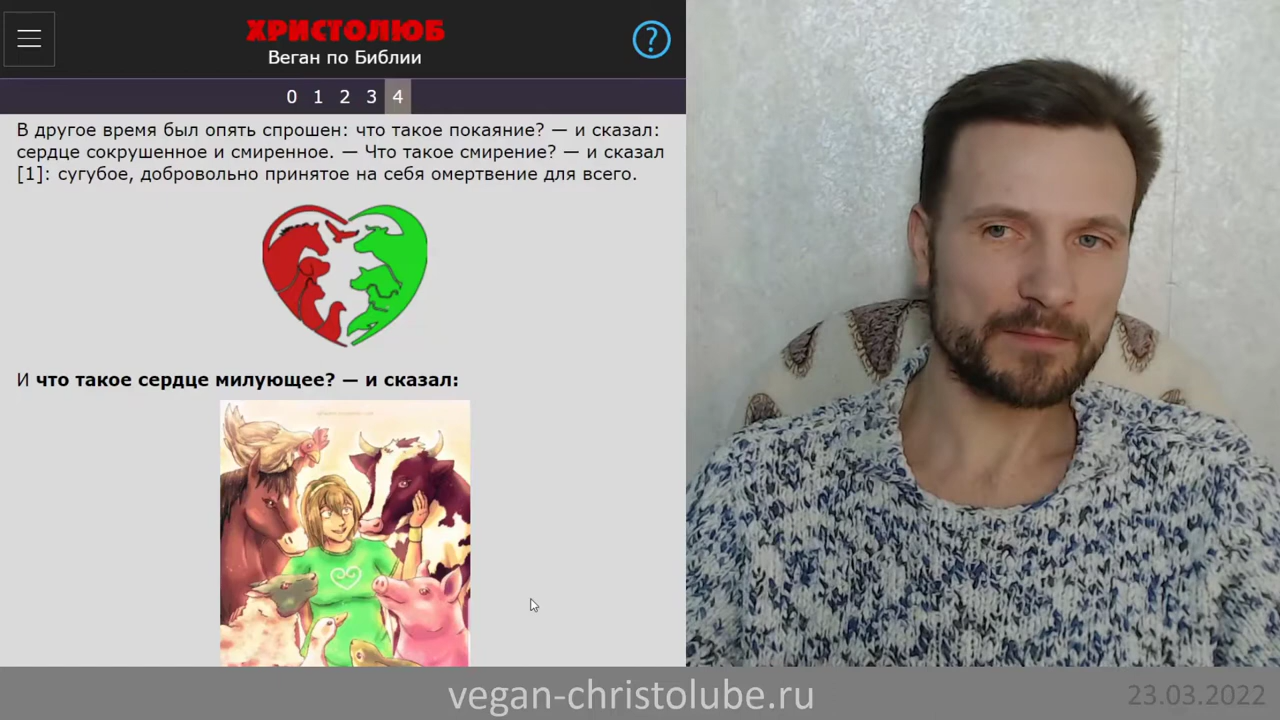 ХРИСТОЛЮБ
Веган по Библии
?
0 1 2 3 4
В другое время был опять спрошен: что такое покаяние? — и сказал:
сердце сокрушенное и смиренное. — Что такое смирение? — и сказал
[1]: сугубое, добровольно принятое на себя омертвение для всего.
И что такое сердце милующее? — и сказал:
vegan-christolube.ru
23.03.2022